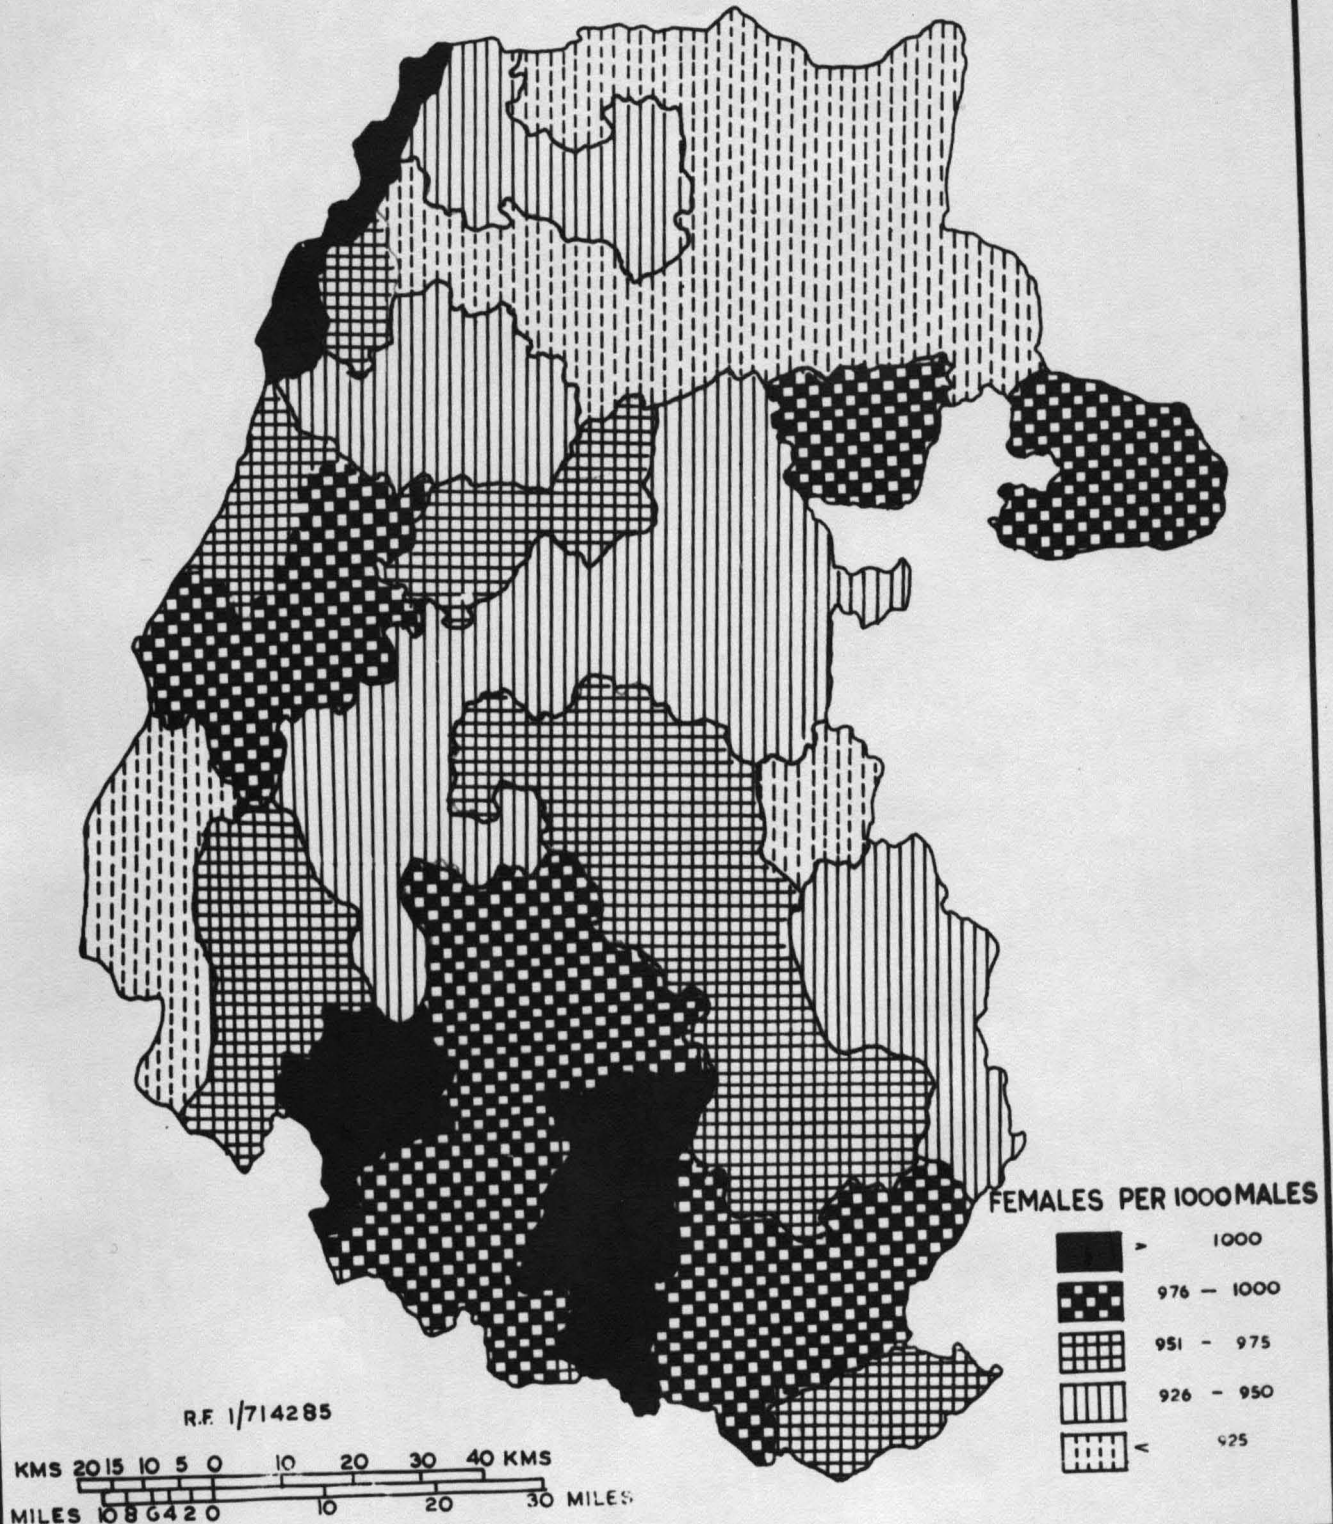 FEMALES PER 1000 MALES
> 1000
976 – 1000
951 – 975
926 – 950
< 925
R.F. 1/714285
KMS 20 15 10 5 0 10 20 30 40 KMS
MILES 10 8 6 4 2 0 10 20 30 MILES